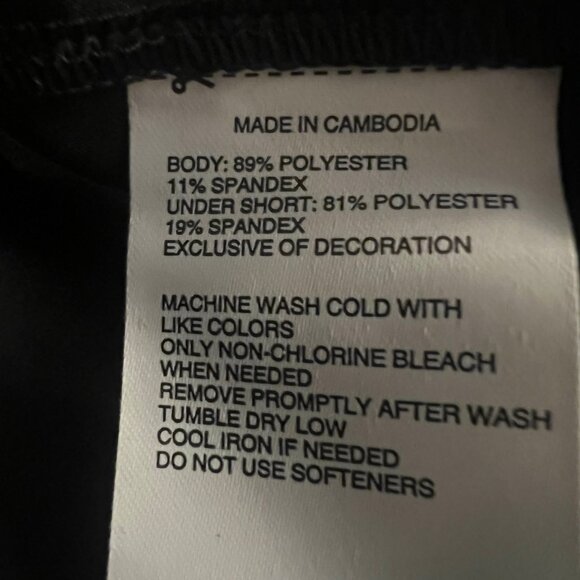 MADE IN CAMBODIA
BODY: 89% POLYESTER
11% SPANDEX
UNDER SHORT: 81% POLYESTER
19% SPANDEX
EXCLUSIVE OF DECORATION
MACHINE WASH COLD WITH
LIKE COLORS
ONLY NON-CHLORINE BLEACH
WHEN NEEDED
REMOVE PROMPTLY AFTER WASH
TUMBLE DRY LOW
COOL IRON IF NEEDED
DO NOT USE SOFTENERS